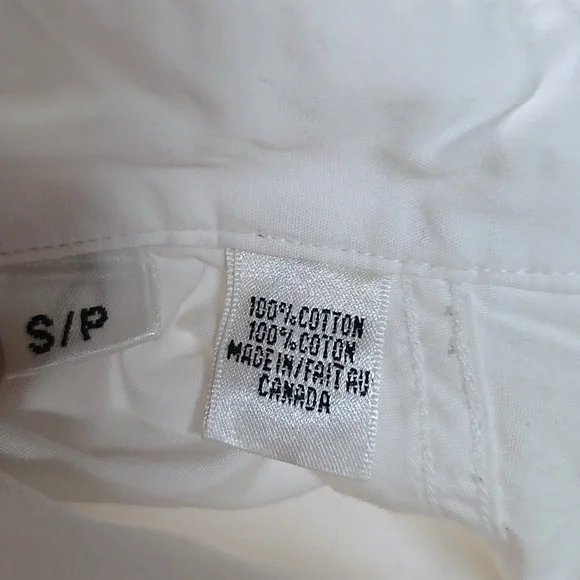 S/P
100% COTTON
100% COTON
MADE IN/FAIT AU
CANADA